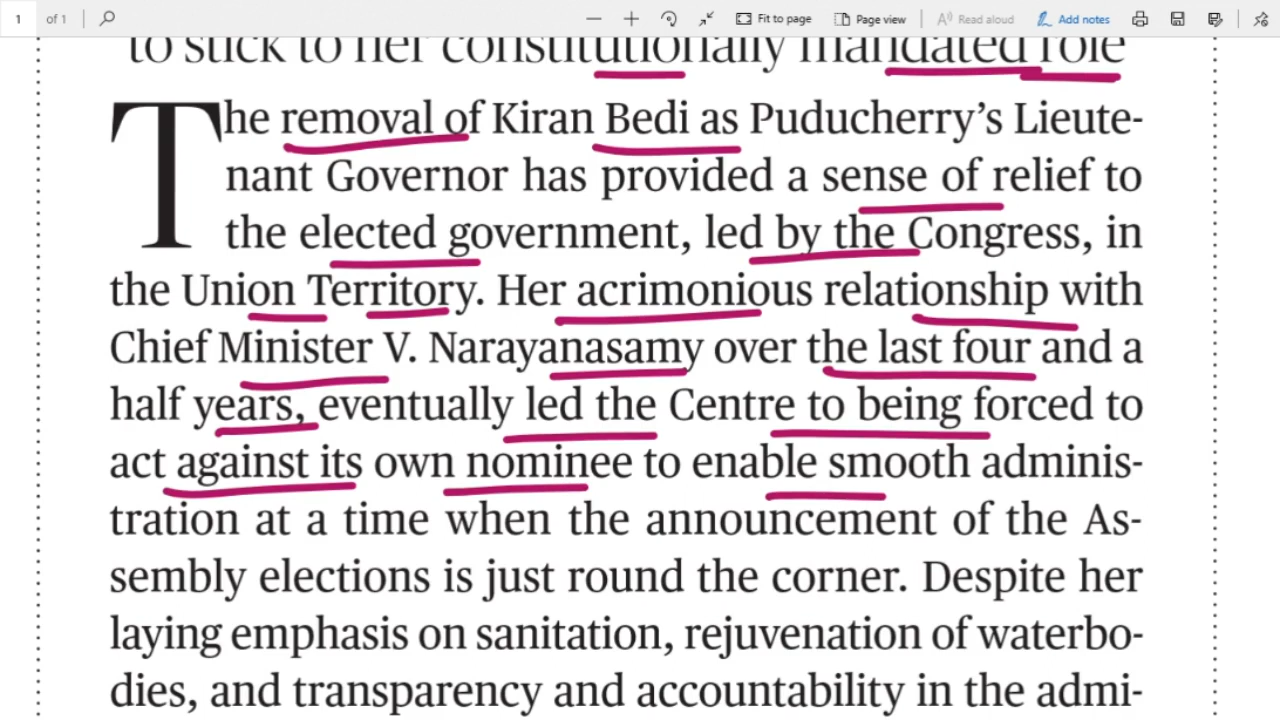 1 of 1 Fit to page Page view Read aloud Add notes
to stick to her constitutionally mandated role
The removal of Kiran Bedi as Puducherry’s Lieute-
nant Governor has provided a sense of relief to
the elected government, led by the Congress, in
the Union Territory. Her acrimonious relationship with
Chief Minister V. Narayanasamy over the last four and a
half years, eventually led the Centre to being forced to
act against its own nominee to enable smooth adminis-
tration at a time when the announcement of the As-
sembly elections is just round the corner. Despite her
laying emphasis on sanitation, rejuvenation of waterbo-
dies, and transparency and accountability in the admi-